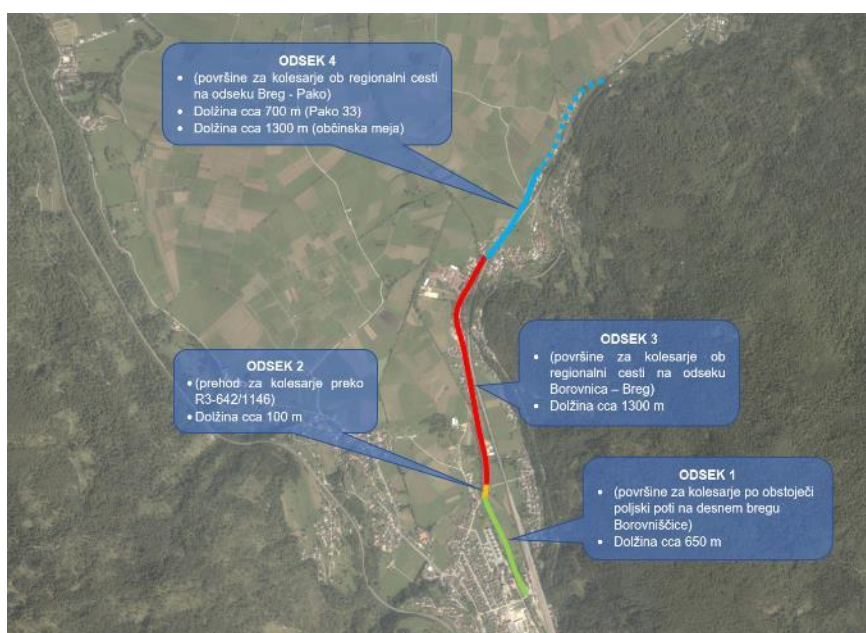 ODSEK 4
• (površine za kolesarje ob regionalni cesti
na odseku Breg - Pako)
• Dolžina cca 700 m (Pako 33)
• Dolžina cca 1300 m (občinska meja)
ODSEK 3
• (površine za kolesarje ob
regionalni cesti na odseku
Borovnica – Breg)
• Dolžina cca 1300 m
ODSEK 2
• (prehod za kolesarje preko
R3-642/1146)
• Dolžina cca 100 m
ODSEK 1
• (površine za kolesarje po obstoječi
poljski poti na desnem bregu
Borovniščice)
• Dolžina cca 650 m